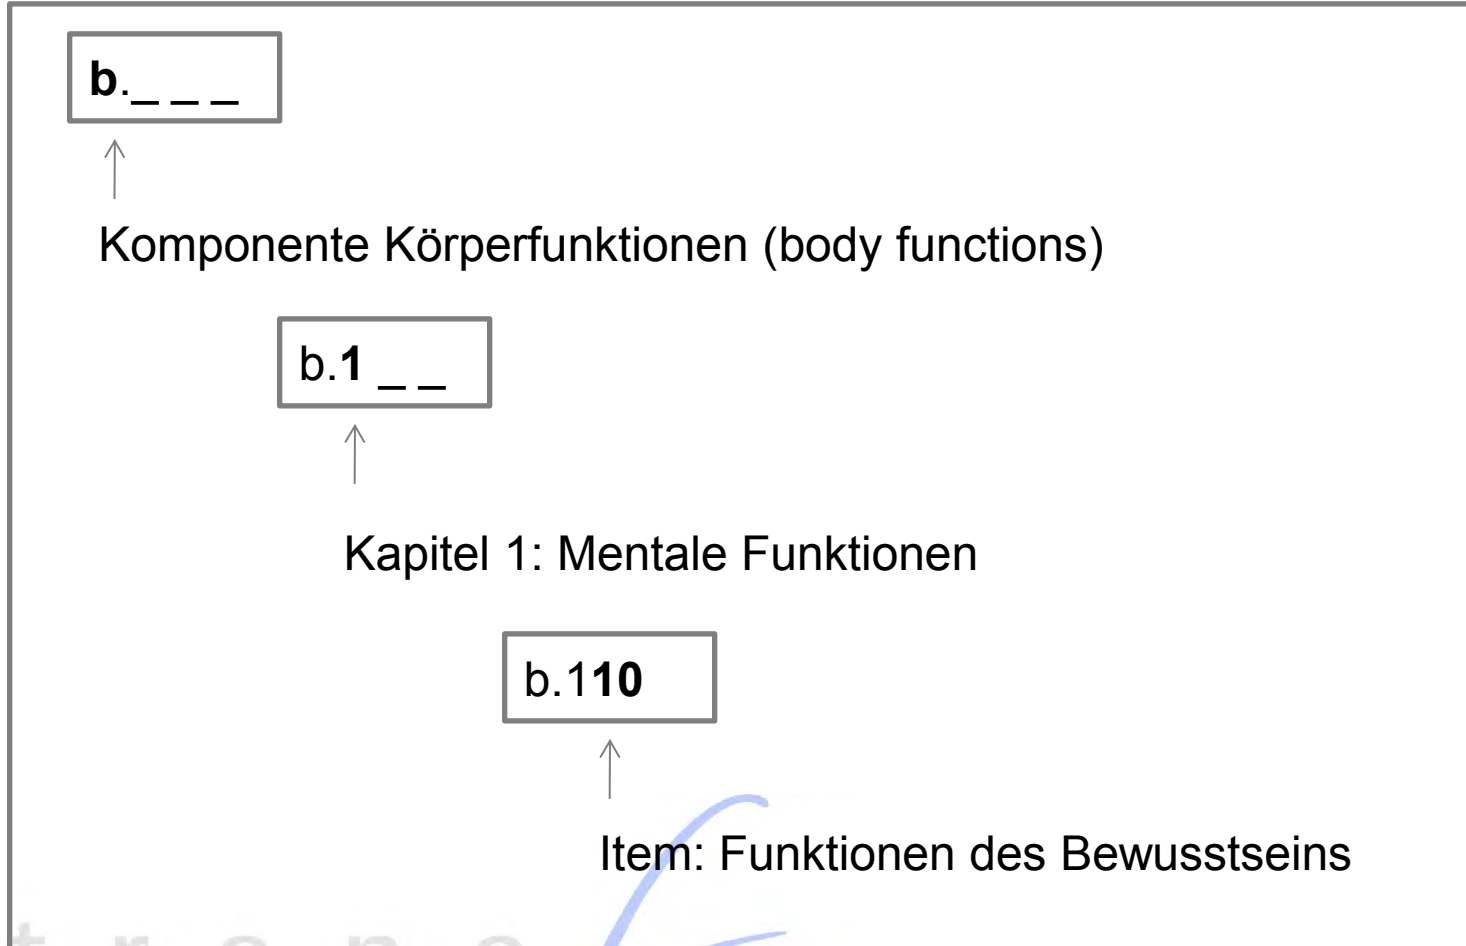 b._ _ _
Komponente Körperfunktionen (body functions)
b.1 _ _
Kapitel 1: Mentale Funktionen
b.110
Item: Funktionen des Bewusstseins